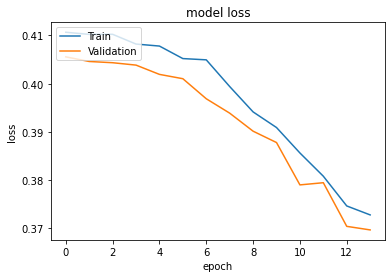 model loss
0.41
0.40
0.39
0.38
0.37
loss
Train
Validation
0 2 4 6 8 10 12
epoch